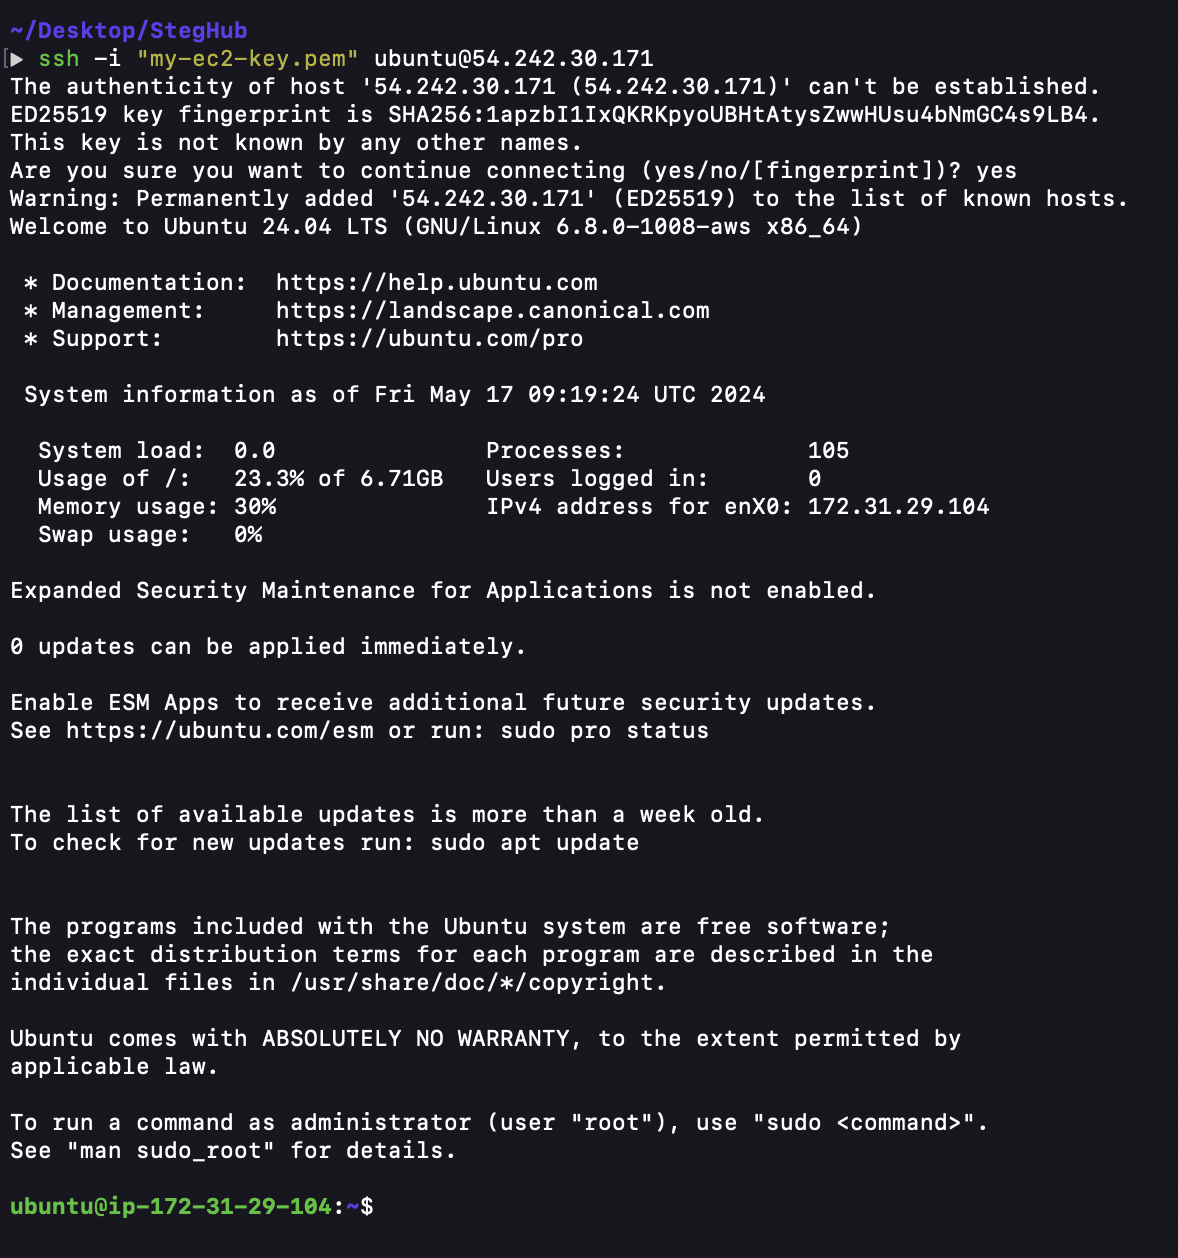 ~/Desktop/StegHub
ssh -i "my-ec2-key.pem" ubuntu@54.242.30.171
The authenticity of host '54.242.30.171 (54.242.30.171)' can't be established.
ED25519 key fingerprint is SHA256:1apzbI1IxQKRKpyoUBHtAtysZwwHUsu4bNmGC4s9LB4.
This key is not known by any other names.
Are you sure you want to continue connecting (yes/no/[fingerprint])? yes
Warning: Permanently added '54.242.30.171' (ED25519) to the list of known hosts.
Welcome to Ubuntu 24.04 LTS (GNU/Linux 6.8.0-1008-aws x86_64)

 * Documentation:  https://help.ubuntu.com
 * Management:     https://landscape.canonical.com
 * Support:        https://ubuntu.com/pro

 System information as of Fri May 17 09:19:24 UTC 2024

  System load:  0.0               Processes:             105
  Usage of /:   23.3% of 6.71GB   Users logged in:       0
  Memory usage: 30%               IPv4 address for enX0: 172.31.29.104
  Swap usage:   0%

Expanded Security Maintenance for Applications is not enabled.

0 updates can be applied immediately.

Enable ESM Apps to receive additional future security updates.
See https://ubuntu.com/esm or run: sudo pro status


The list of available updates is more than a week old.
To check for new updates run: sudo apt update


The programs included with the Ubuntu system are free software;
the exact distribution terms for each program are described in the
individual files in /usr/share/doc/*/copyright.

Ubuntu comes with ABSOLUTELY NO WARRANTY, to the extent permitted by
applicable law.

To run a command as administrator (user "root"), use "sudo <command>".
See "man sudo_root" for details.

ubuntu@ip-172-31-29-104:~$